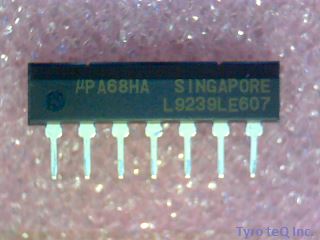 µPA68HA SINGAPORE
L9239LE607
Tyro teQ Inc.